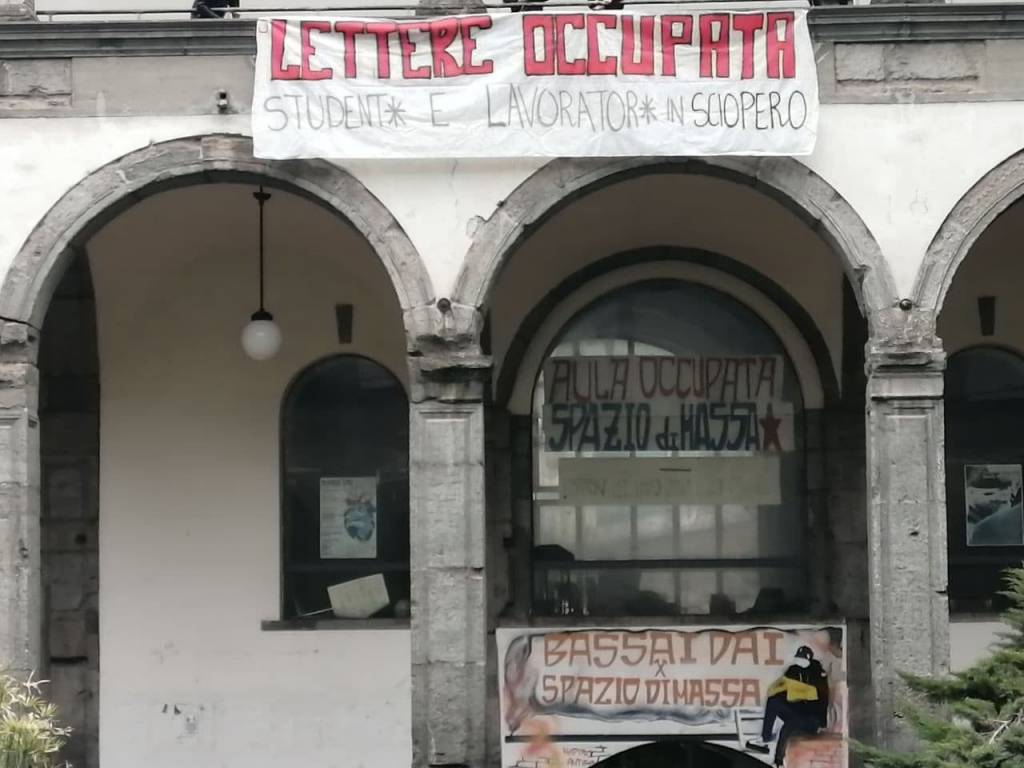 LETTERE OCCUPATA
STUDENT* E LAVORATOR* IN SCIOPERO
AULA OCCUPATA
SPAZIO di MASSA
BASSAI DAI
X
SPAZIO DI MASSA